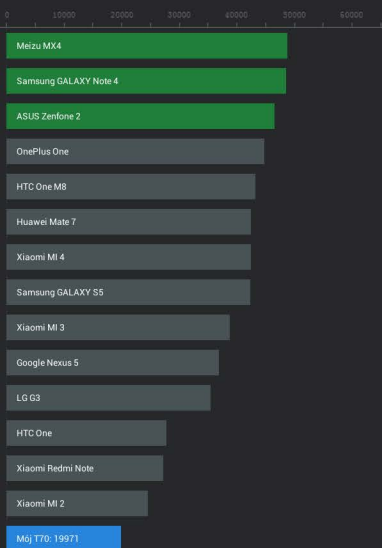 0 10000 20000 30000 40000 50000 60000
Meizu MX4
Samsung GALAXY Note 4
ASUS Zenfone 2
OnePlus One
HTC One M8
Huawei Mate 7
Xiaomi MI 4
Samsung GALAXY S5
Xiaomi MI 3
Google Nexus 5
LG G3
HTC One
Xiaomi Redmi Note
Xiaomi MI 2
Mój T70: 19971